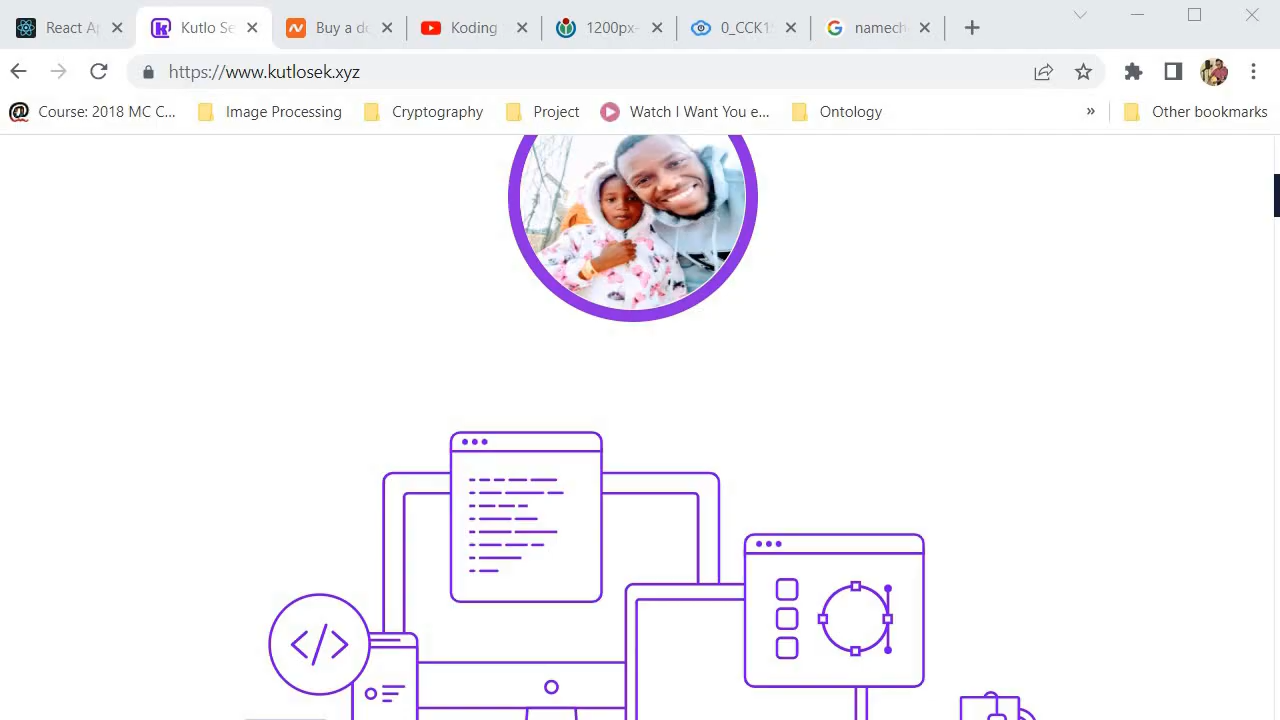 React Ap
Kutlo Se
Buy a do
Koding
1200px-
0_CCK15
namech
https://www.kutlosek.xyz
Course: 2018 MC C...
Image Processing
Cryptography
Project
Watch I Want You e...
Ontology
»
Other bookmarks